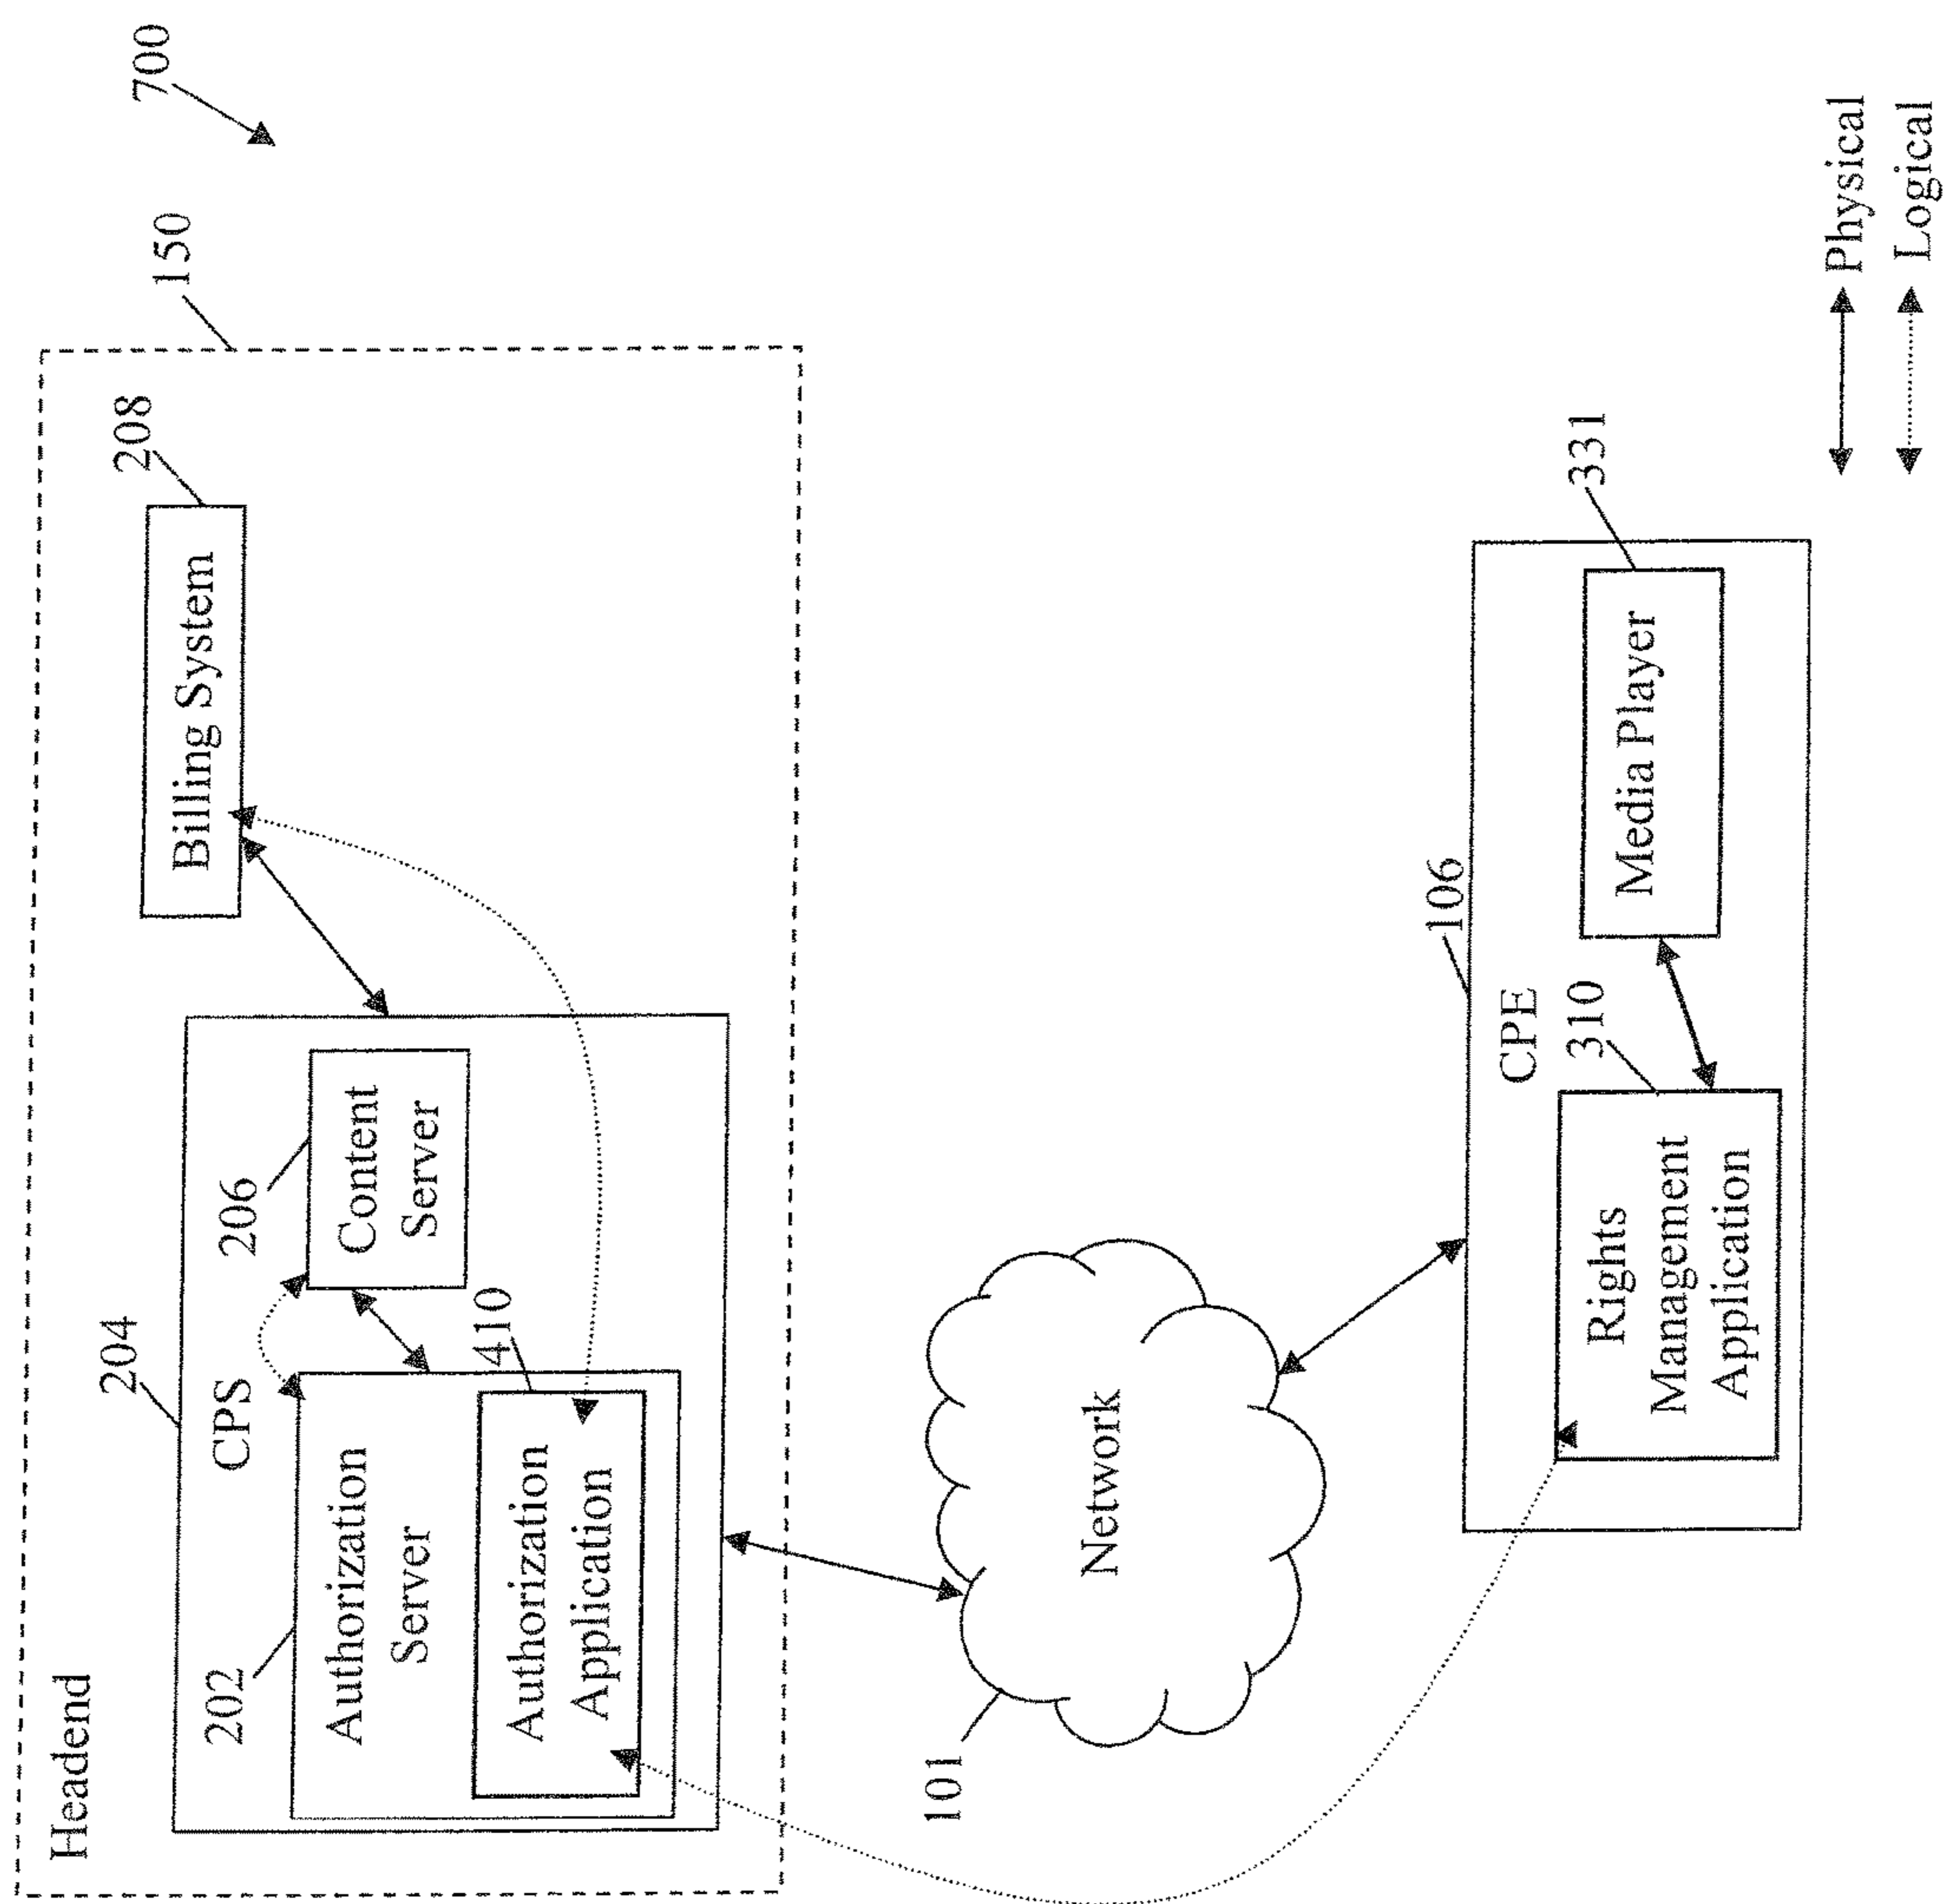 700
150
Headend
208
Billing System
204
CPS
206
Content
Server
202
Authorization
Server
410
Authorization
Application
101
Network
106
CPE
331
Media Player
310
Rights
Management
Application
Physical
Logical